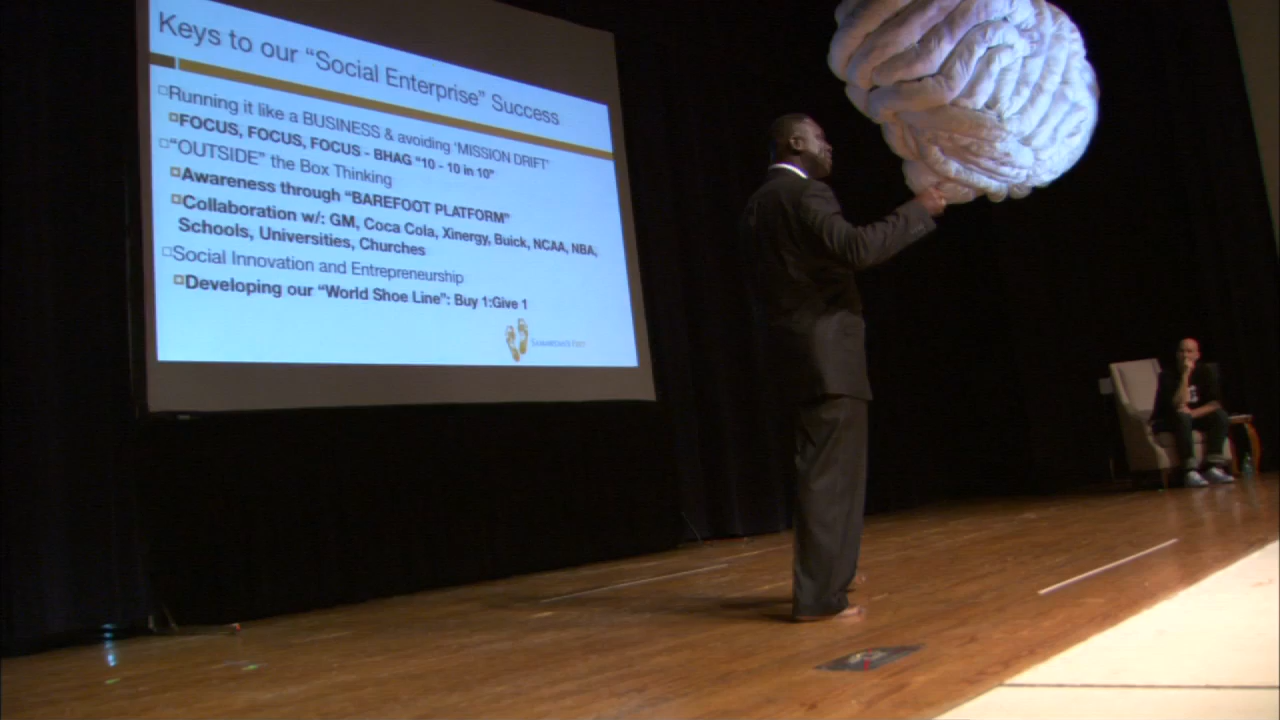 Keys to our “Social Enterprise” Success
Running it like a BUSINESS & avoiding ‘MISSION DRIFT’
FOCUS, FOCUS, FOCUS - BHAG “10 - 10 in 10”
“OUTSIDE” the Box Thinking
Awareness through “BAREFOOT PLATFORM”
Collaboration w/: GM, Coca Cola, Xinergy, Buick, NCAA, NBA,
Schools, Universities, Churches
Social Innovation and Entrepreneurship
Developing our “World Shoe Line”: Buy 1:Give 1
SAMARITAN'S FEET